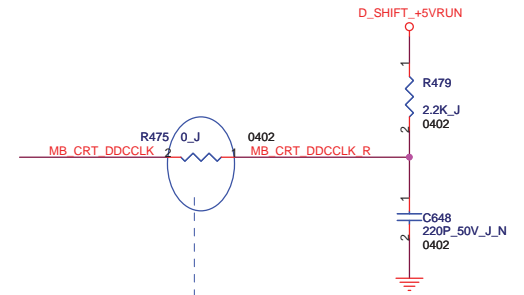 D_SHIFT_+5VRUN
1
R479
2.2K_J
2
0402
R475 0_J 0402
MB_CRT_DDCCLK 2 1 MB_CRT_DDCCLK_R
1
C648
220P_50V_J_N
2
0402